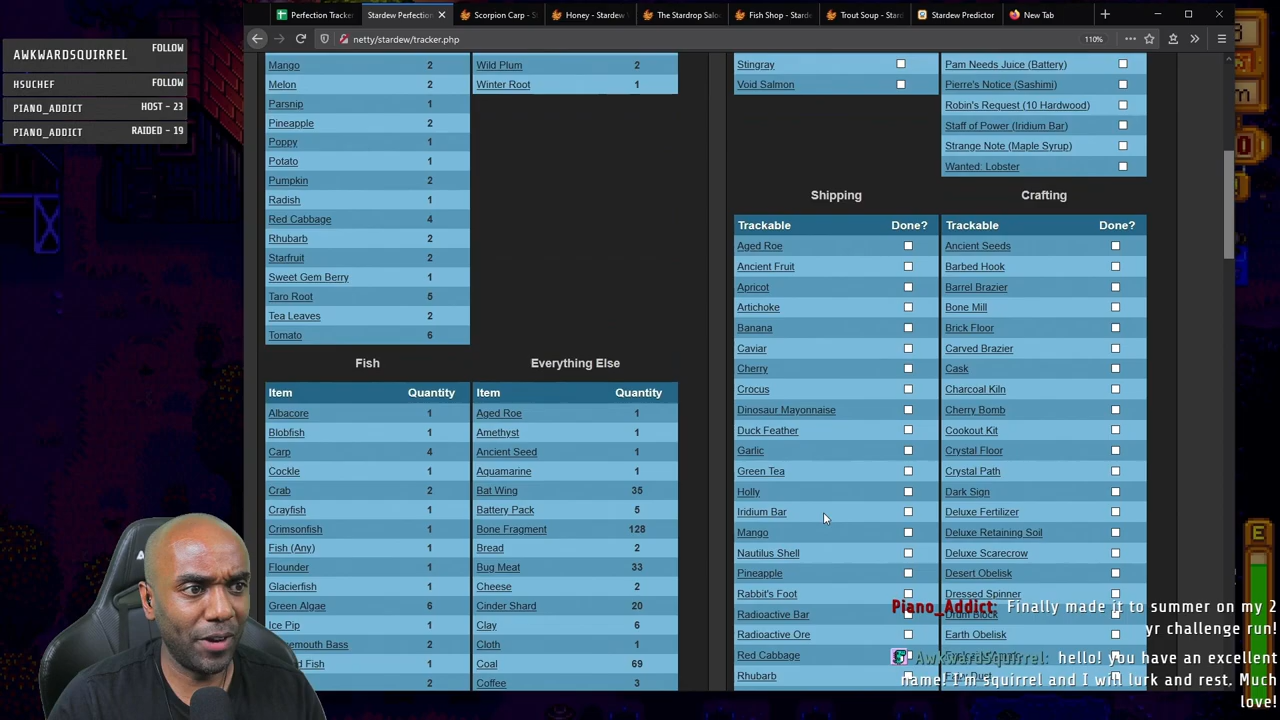 Perfection Tracke
Stardew Perfection
Scorpion Carp - S
Honey - Stardew
The Stardrop Salo
Fish Shop - Stard
Trout Soup - Stard
Stardew Predictor
New Tab
netty/stardew/tracker.php
110%
AWKWARDSQUIRREL FOLLOW
HSUCHEF FOLLOW
PIANO_ADDICT HOST - 23
PIANO_ADDICT RAIDED - 19
Mango 2
Melon 2
Parsnip 1
Pineapple 2
Poppy 1
Potato 1
Pumpkin 2
Radish 1
Red Cabbage 4
Rhubarb 2
Starfruit 2
Sweet Gem Berry 1
Taro Root 5
Tea Leaves 2
Tomato 6
Wild Plum 2
Winter Root 1
Fish
Item Quantity
Albacore 1
Blobfish 1
Carp 4
Cockle 1
Crab 2
Crayfish 1
Crimsonfish 1
Fish (Any) 1
Flounder 1
Glacierfish 1
Green Algae 6
Ice Pip 1
emouth Bass 2
d Fish 1
2
Everything Else
Item Quantity
Aged Roe 1
Amethyst 1
Ancient Seed 1
Aquamarine 1
Bat Wing 35
Battery Pack 5
Bone Fragment 128
Bread 2
Bug Meat 33
Cheese 2
Cinder Shard 20
Clay 6
Cloth 1
Coal 69
Coffee 3
Stingray
Void Salmon
Pam Needs Juice (Battery)
Pierre's Notice (Sashimi)
Robin's Request (10 Hardwood)
Staff of Power (Iridium Bar)
Strange Note (Maple Syrup)
Wanted: Lobster
Shipping
Trackable Done?
Aged Roe
Ancient Fruit
Apricot
Artichoke
Banana
Caviar
Cherry
Crocus
Dinosaur Mayonnaise
Duck Feather
Garlic
Green Tea
Holly
Iridium Bar
Mango
Nautilus Shell
Pineapple
Rabbit's Foot
Radioactive Bar
Radioactive Ore
Red Cabbage
Rhubarb
Crafting
Trackable Done?
Ancient Seeds
Barbed Hook
Barrel Brazier
Bone Mill
Brick Floor
Carved Brazier
Cask
Charcoal Kiln
Cherry Bomb
Cookout Kit
Crystal Floor
Crystal Path
Dark Sign
Deluxe Fertilizer
Deluxe Retaining Soil
Deluxe Scarecrow
Desert Obelisk
Dressed Spinner
Drum Block
Earth Obelisk
Piano_Addict: Finally made it to summer on my 2
yr challenge run!
AwkwardSquirrel: hello! you have an excellent
name! I'm squirrel and I will lurk and rest, Much
love!
E